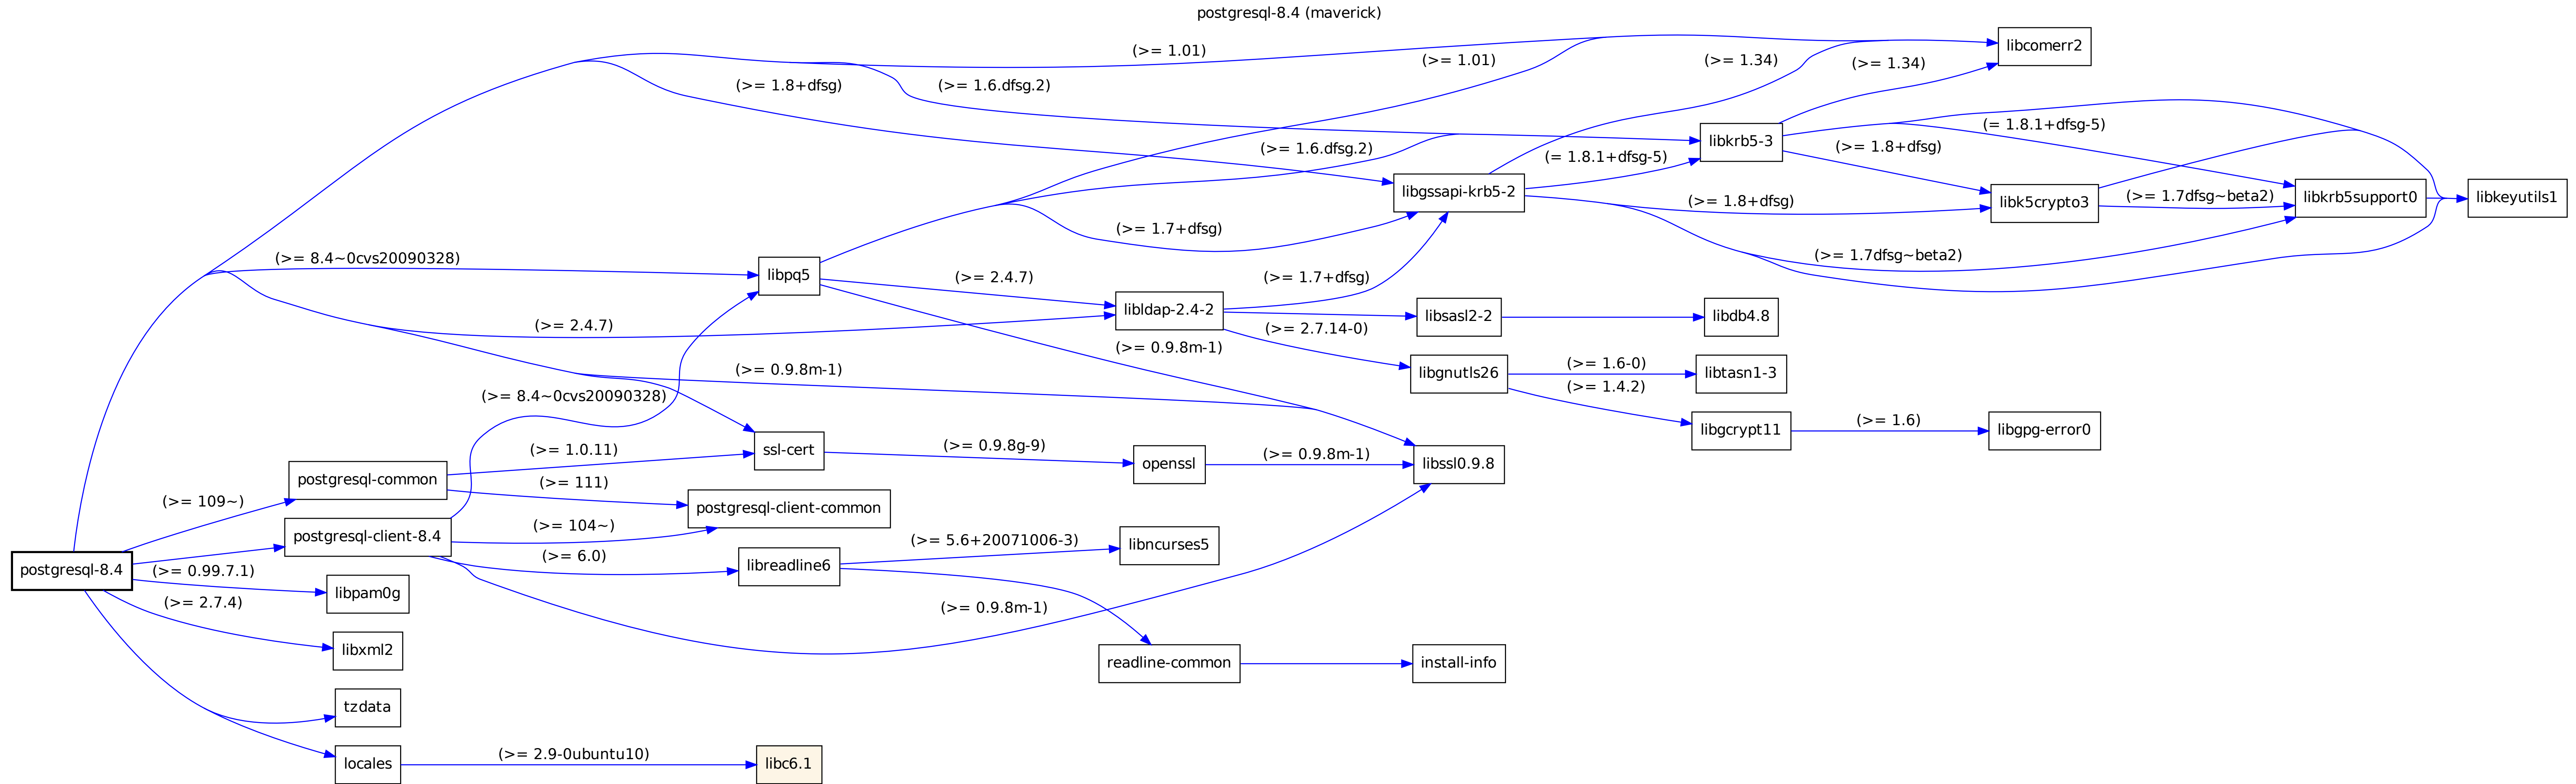 postgresql-8.4 (maverick)
libcomerr2
(>= 1.01)
(>= 1.01)
(>= 1.34)
(>= 1.34)
(>= 1.8+dfsg)
(>= 1.6.dfsg.2)
(= 1.8.1+dfsg-5)
libkrb5-3
(>= 1.6.dfsg.2)
(= 1.8.1+dfsg-5)
(>= 1.8+dfsg)
libgssapi-krb5-2
(>= 1.8+dfsg)
libk5crypto3
(>= 1.7dfsg~beta2)
libkrb5support0
libkeyutils1
(>= 1.7+dfsg)
(>= 1.7dfsg~beta2)
(>= 8.4~0cvs20090328)
libpq5
(>= 2.4.7)
(>= 1.7+dfsg)
libldap-2.4-2
libsasl2-2
libdb4.8
(>= 2.4.7)
(>= 2.7.14-0)
(>= 0.9.8m-1)
(>= 0.9.8m-1)
libgnutls26
(>= 1.6-0)
libtasn1-3
(>= 1.4.2)
(>= 8.4~0cvs20090328)
libgcrypt11
(>= 1.6)
libgpg-error0
(>= 1.0.11)
ssl-cert
(>= 0.9.8g-9)
openssl
(>= 0.9.8m-1)
libssl0.9.8
postgresql-common
(>= 111)
(>= 109~)
postgresql-client-common
(>= 104~)
postgresql-client-8.4
(>= 6.0)
(>= 5.6+20071006-3)
libncurses5
postgresql-8.4
(>= 0.99.7.1)
libreadline6
libpam0g
(>= 2.7.4)
(>= 0.9.8m-1)
libxml2
readline-common
install-info
tzdata
locales
(>= 2.9-0ubuntu10)
libc6.1